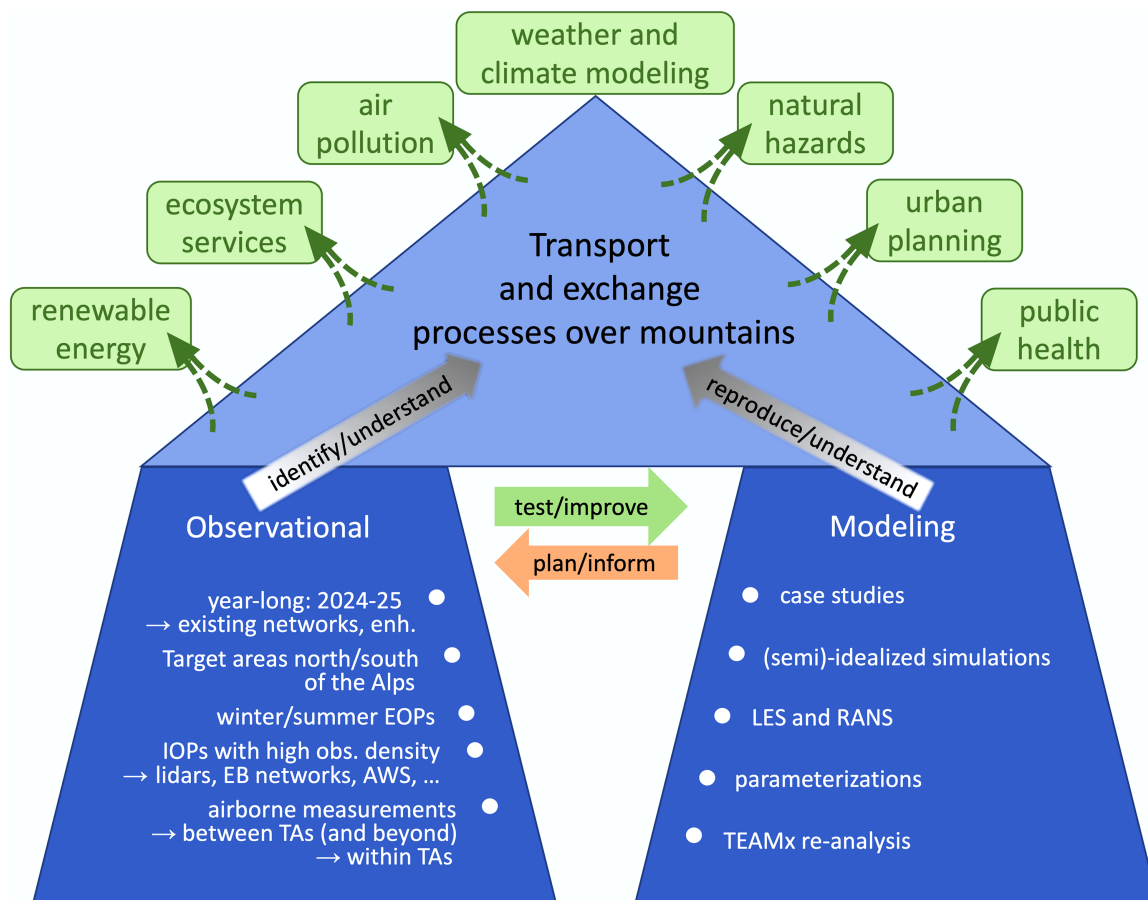 weather and
climate modeling
air
pollution
natural
hazards
ecosystem
services
urban
planning
renewable
energy
public
health
Transport
and exchange
processes over mountains
identify/understand
reproduce/understand
test/improve
plan/inform
Observational
year-long: 2024-25
→ existing networks, enh.
Target areas north/south
of the Alps
winter/summer EOPs
IOPs with high obs. density
→ lidars, EB networks, AWS, ...
airborne measurements
→ between TAs (and beyond)
→ within TAs
Modeling
case studies
(semi)-idealized simulations
LES and RANS
parameterizations
TEAMx re-analysis